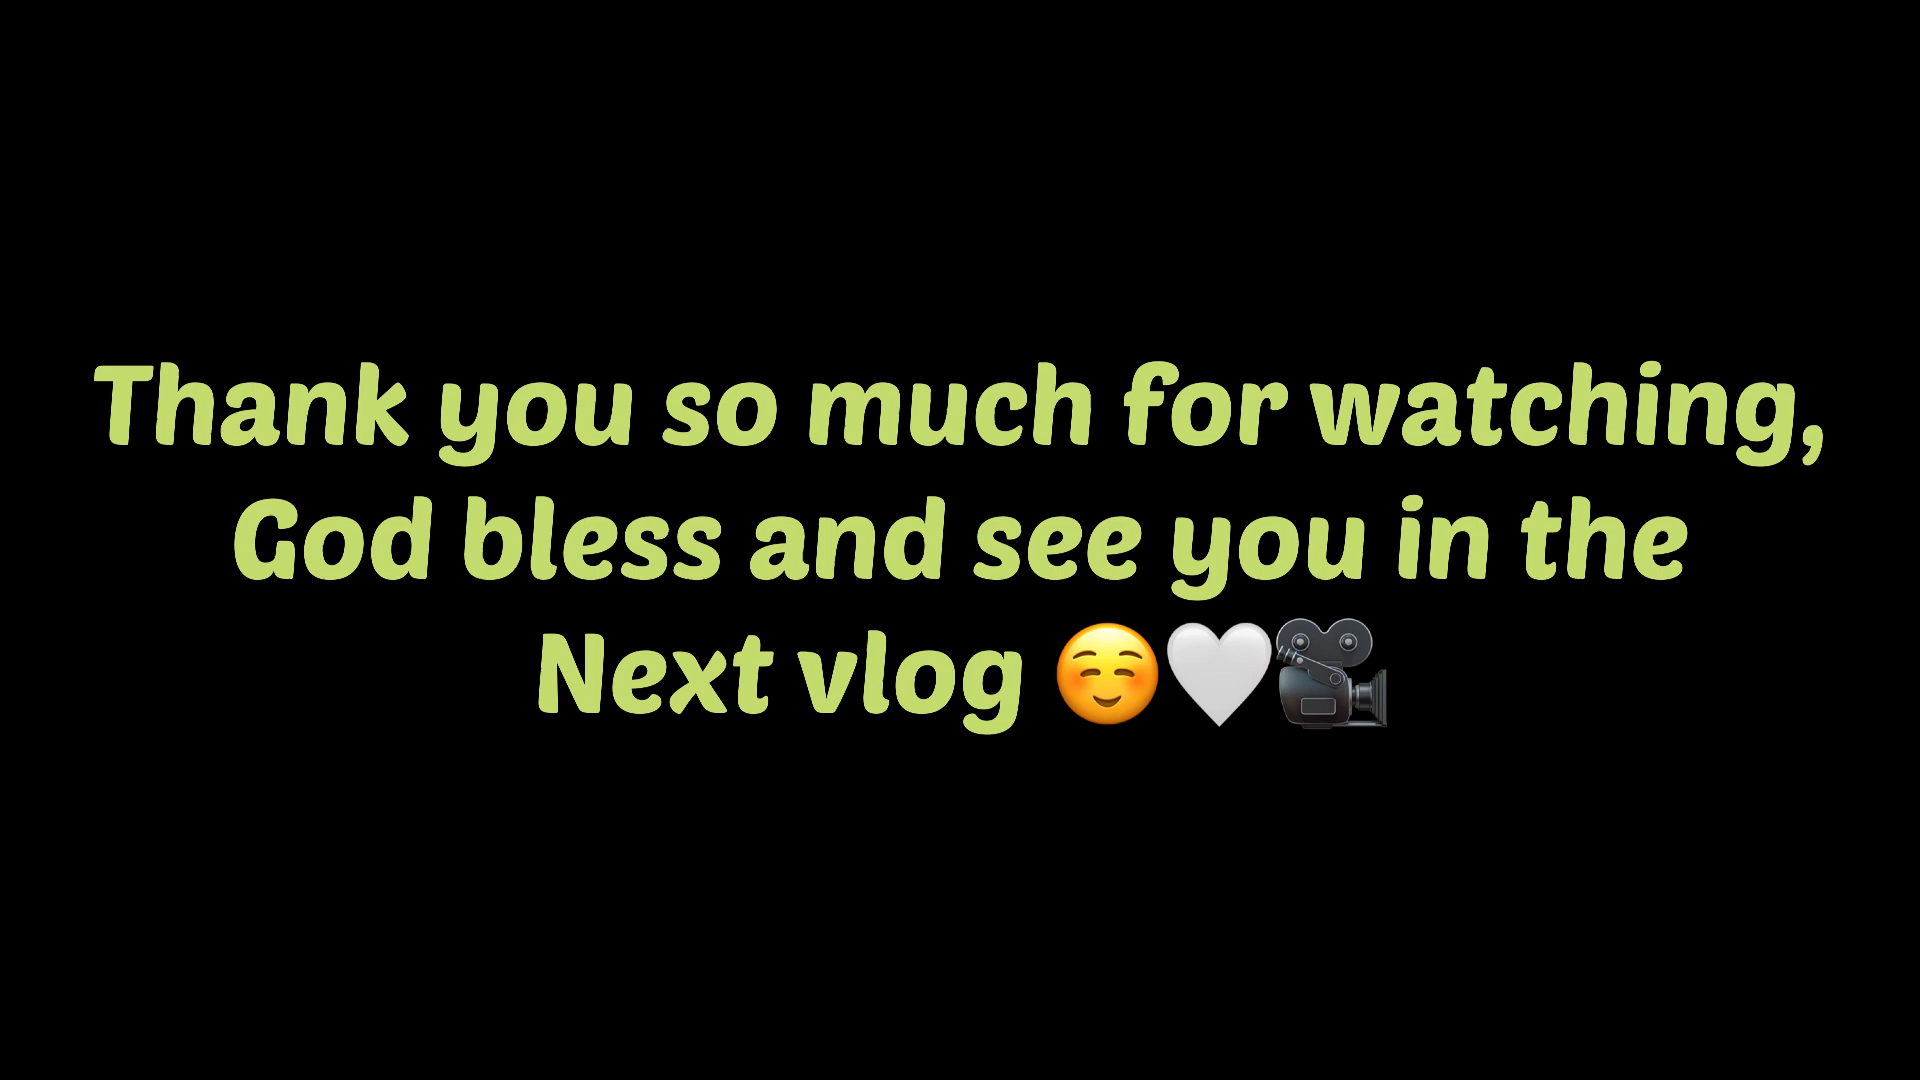 Thank you so much for watching,
God bless and see you in the
Next vlog ☺️🤍🎥